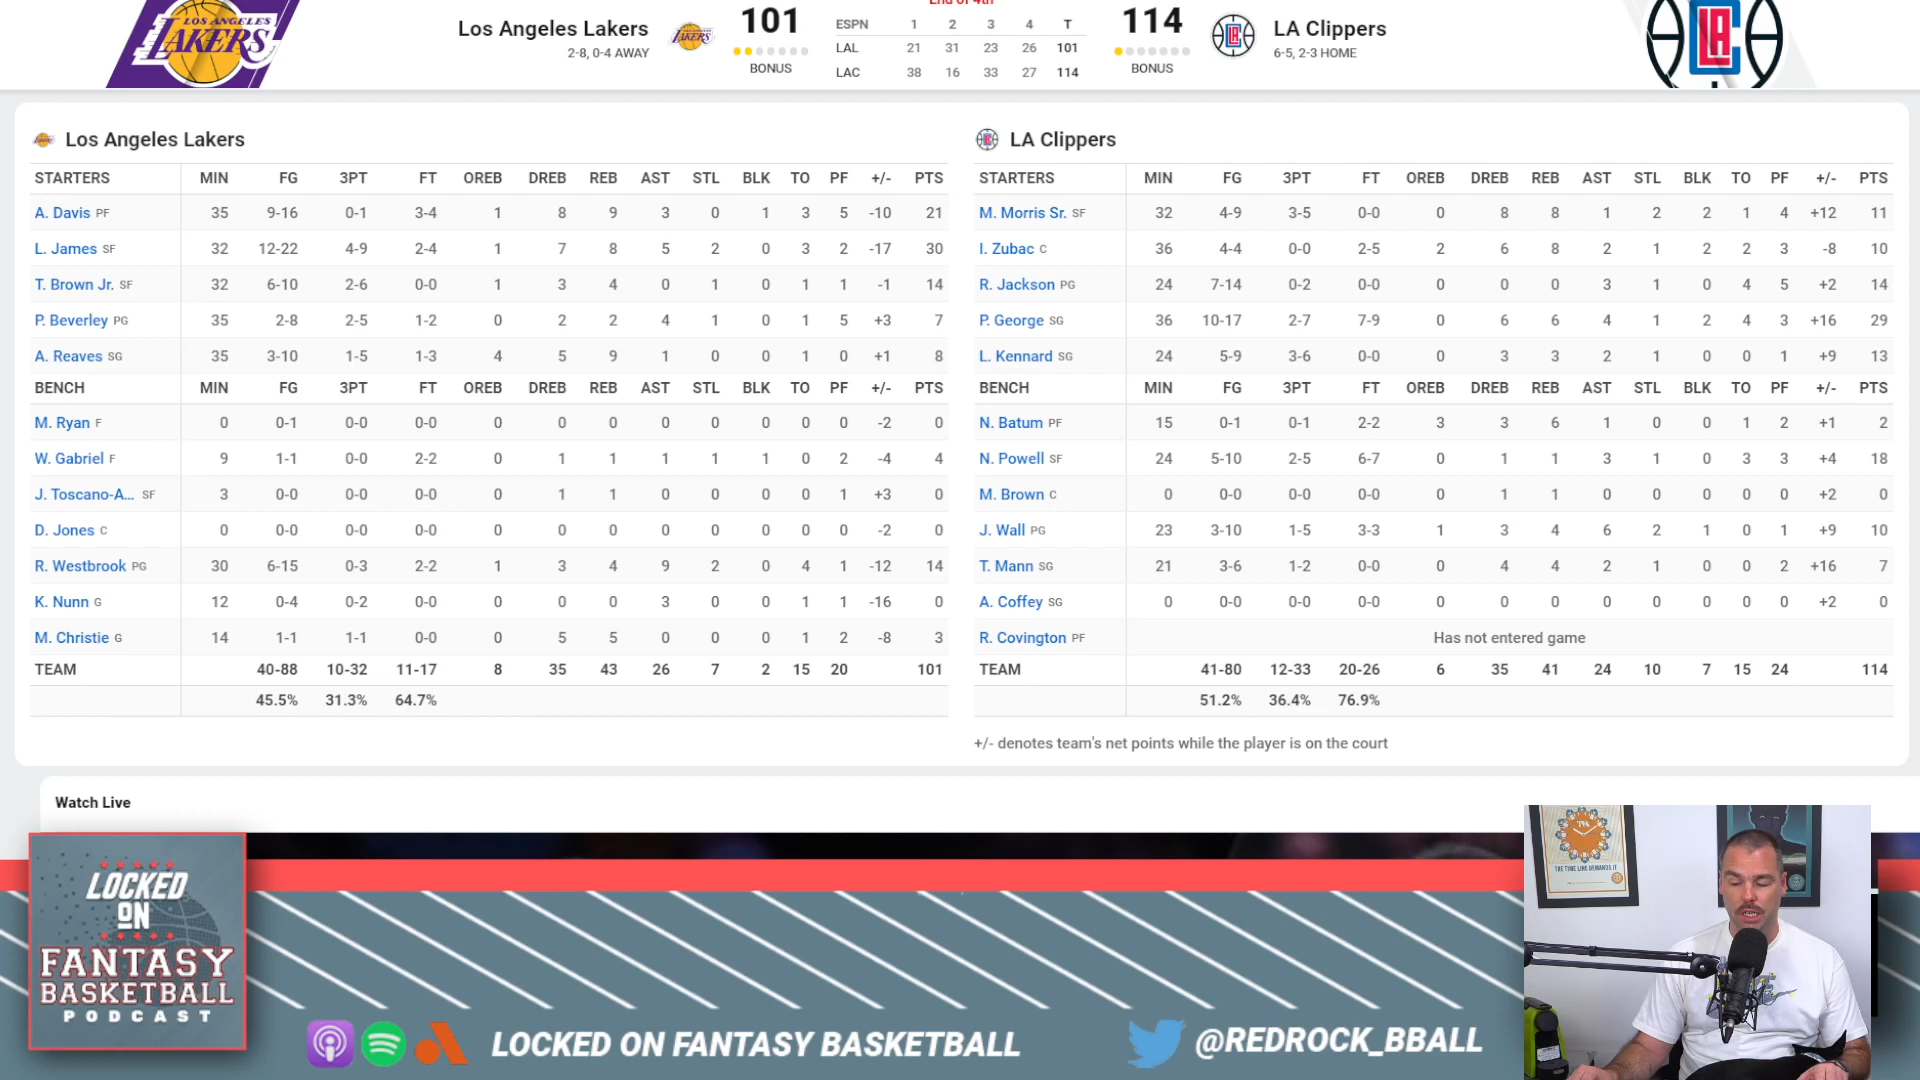 LOS ANGELES
LAKERS
Los Angeles Lakers
2-8, 0-4 AWAY
LAKERS
101
BONUS
End of 4th
ESPN 1 2 3 4 T
LAL 21 31 23 26 101
LAC 38 16 33 27 114
114
BONUS
LA Clippers
6-5, 2-3 HOME
Los Angeles Lakers
STARTERS MIN FG 3PT FT OREB DREB REB AST STL BLK TO PF +/- PTS
A. Davis PF 35 9-16 0-1 3-4 1 8 9 3 0 1 3 5 -10 21
L. James SF 32 12-22 4-9 2-4 1 7 8 5 2 0 3 2 -17 30
T. Brown Jr. SF 32 6-10 2-6 0-0 1 3 4 0 1 0 1 1 -1 14
P. Beverley PG 35 2-8 2-5 1-2 0 2 2 4 1 0 1 5 +3 7
A. Reaves SG 35 3-10 1-5 1-3 4 5 9 1 0 0 1 0 +1 8
BENCH MIN FG 3PT FT OREB DREB REB AST STL BLK TO PF +/- PTS
M. Ryan F 0 0-1 0-0 0-0 0 0 0 0 0 0 0 0 -2 0
W. Gabriel F 9 1-1 0-0 2-2 0 1 1 1 1 1 0 2 -4 4
J. Toscano-A... SF 3 0-0 0-0 0-0 0 1 1 0 0 0 0 1 +3 0
D. Jones C 0 0-0 0-0 0-0 0 0 0 0 0 0 0 0 -2 0
R. Westbrook PG 30 6-15 0-3 2-2 1 3 4 9 2 0 4 1 -12 14
K. Nunn G 12 0-4 0-2 0-0 0 0 0 3 0 0 1 1 -16 0
M. Christie G 14 1-1 1-1 0-0 0 5 5 0 0 0 1 2 -8 3
TEAM 40-88 10-32 11-17 8 35 43 26 7 2 15 20 101
45.5% 31.3% 64.7%
LA Clippers
STARTERS MIN FG 3PT FT OREB DREB REB AST STL BLK TO PF +/- PTS
M. Morris Sr. SF 32 4-9 3-5 0-0 0 8 8 1 2 2 1 4 +12 11
I. Zubac C 36 4-4 0-0 2-5 2 6 8 2 1 2 2 3 -8 10
R. Jackson PG 24 7-14 0-2 0-0 0 0 0 3 1 0 4 5 +2 14
P. George SG 36 10-17 2-7 7-9 0 6 6 4 1 2 4 3 +16 29
L. Kennard SG 24 5-9 3-6 0-0 0 3 3 2 1 0 0 1 +9 13
BENCH MIN FG 3PT FT OREB DREB REB AST STL BLK TO PF +/- PTS
N. Batum PF 15 0-1 0-1 2-2 3 3 6 1 0 0 1 2 +1 2
N. Powell SF 24 5-10 2-5 6-7 0 1 1 3 1 0 3 3 +4 18
M. Brown C 0 0-0 0-0 0-0 0 1 1 0 0 0 0 0 +2 0
J. Wall PG 23 3-10 1-5 3-3 1 3 4 6 2 1 0 1 +9 10
T. Mann SG 21 3-6 1-2 0-0 0 4 4 2 1 0 0 2 +16 7
A. Coffey SG 0 0-0 0-0 0-0 0 0 0 0 0 0 0 0 +2 0
R. Covington PF Has not entered game
TEAM 41-80 12-33 20-26 6 35 41 24 10 7 15 24 114
51.2% 36.4% 76.9%
+/- denotes team's net points while the player is on the court
Watch Live
LOCKED
ON
FANTASY
BASKETBALL
PODCAST
LOCKED ON FANTASY BASKETBALL
@REDROCK_BBALL
TVA
THE TIME LINE DEMANDS IT